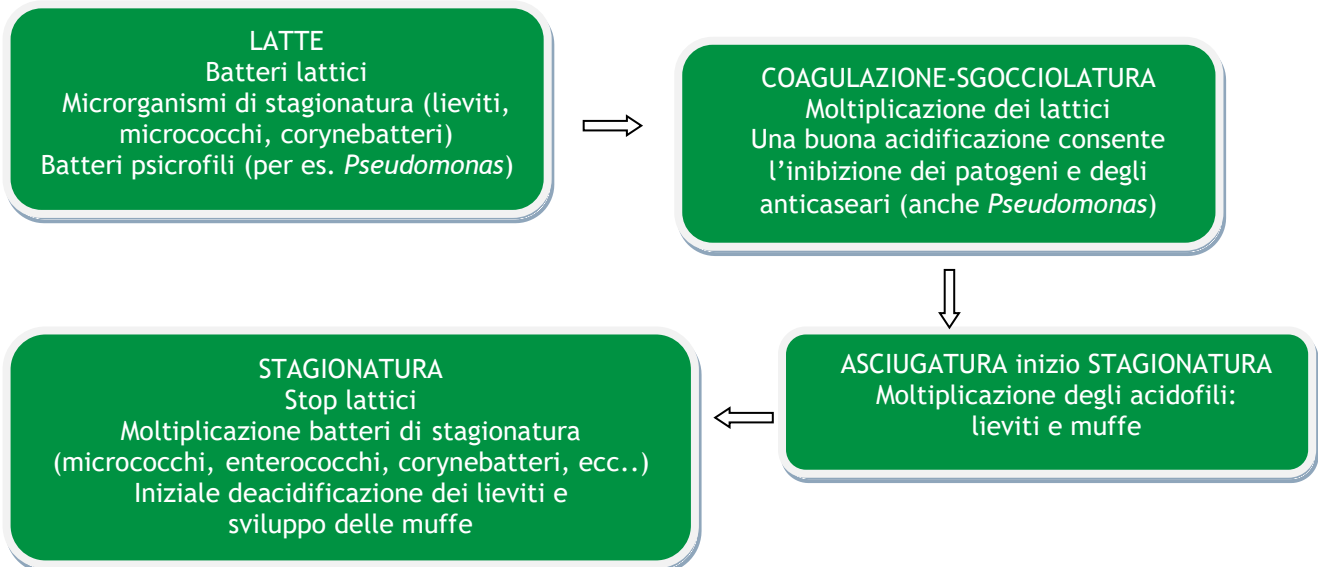 LATTE
Batteri lattici
Microrganismi di stagionatura (lieviti,
micrococchi, corynebatteri)
Batteri psicrofili (per es. Pseudomonas)
COAGULAZIONE-SGOCCIOLATURA
Moltiplicazione dei lattici
Una buona acidificazione consente
l’inibizione dei patogeni e degli
anticaseari (anche Pseudomonas)
ASCIUGATURA inizio STAGIONATURA
Moltiplicazione degli acidofili:
lieviti e muffe
STAGIONATURA
Stop lattici
Moltiplicazione batteri di stagionatura
(micrococchi, enterococchi, corynebatteri, ecc..)
Iniziale deacidificazione dei lieviti e
sviluppo delle muffe